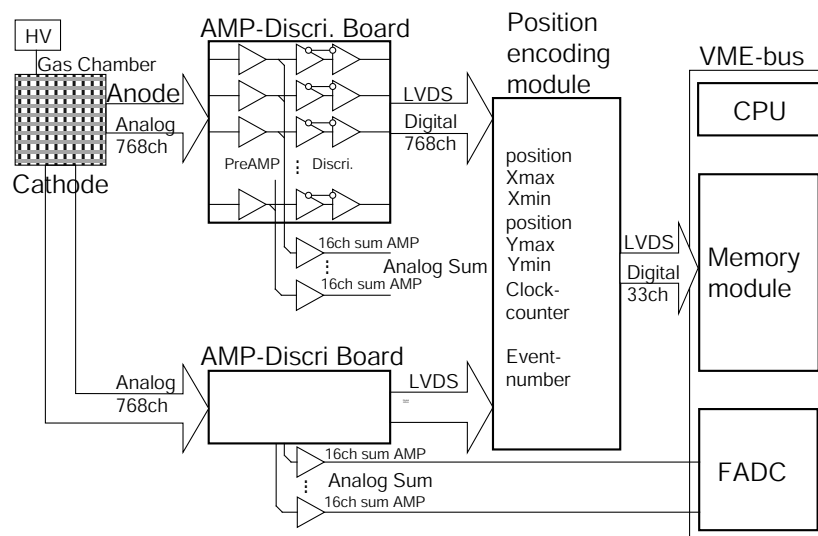 HV
Gas Chamber
Anode
Analog
768ch
Cathode
AMP-Discri. Board
PreAMP
Discri.
16ch sum AMP
Analog Sum
16ch sum AMP
LVDS
Digital
768ch
Position
encoding
module
position
Xmax
Xmin
position
Ymax
Ymin
Clock-
counter
Event-
number
LVDS
Digital
33ch
VME-bus
CPU
Memory
module
FADC
Analog
768ch
AMP-Discri Board
LVDS
16ch sum AMP
Analog Sum
16ch sum AMP